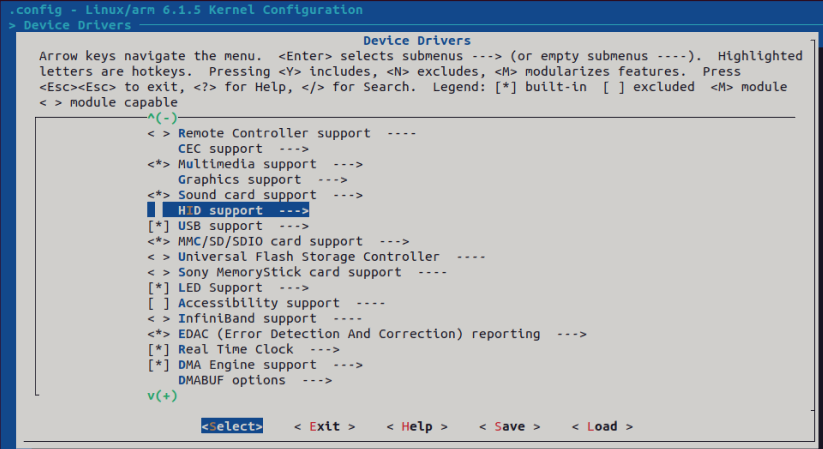 .config - Linux/arm 6.1.5 Kernel Configuration
> Device Drivers
Device Drivers
Arrow keys navigate the menu.  <Enter> selects submenus ---> (or empty submenus ----).  Highlighted
letters are hotkeys.  Pressing <Y> includes, <N> excludes, <M> modularizes features.  Press
<Esc><Esc> to exit, <?> for Help, </> for Search.  Legend: [*] built-in  [ ] excluded  <M> module
< > module capable
^(-)
< > Remote Controller support  ----
CEC support  --->
<*> Multimedia support  --->
Graphics support  --->
<*> Sound card support  --->
HID support  --->
[*] USB support  --->
<*> MMC/SD/SDIO card support  --->
< > Universal Flash Storage Controller  ----
< > Sony MemoryStick card support  ----
[*] LED Support  --->
[ ] Accessibility support  ----
< > InfiniBand support  ----
<*> EDAC (Error Detection And Correction) reporting  --->
[*] Real Time Clock  --->
[*] DMA Engine support  --->
DMABUF options  --->
v(+)
<Select>    < Exit >    < Help >    < Save >    < Load >